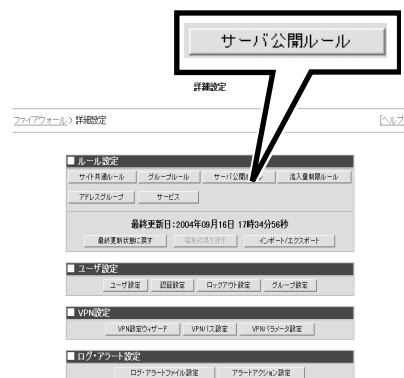 サーバ公開ルール
詳細設定
ファイアウォール > 詳細設定 [ヘルプ
■ ルール設定
サイト共通ルール グループルール サーバ公開 ル 流入量制限ルール
アドレスグループ サービス
最終更新日:2004年09月16日 17時34分56秒
最終更新状態に戻す 編集結果を適用 インポート/エクスポート
■ ユーザ設定
ユーザ設定 認証設定 ロックアウト設定 グループ設定
■ VPN設定
VPN設定ウィザード VPNパス設定 VPNパラメータ設定
■ ログ・アラート設定
ログ・アラートファイル設定 アラートアクション設定